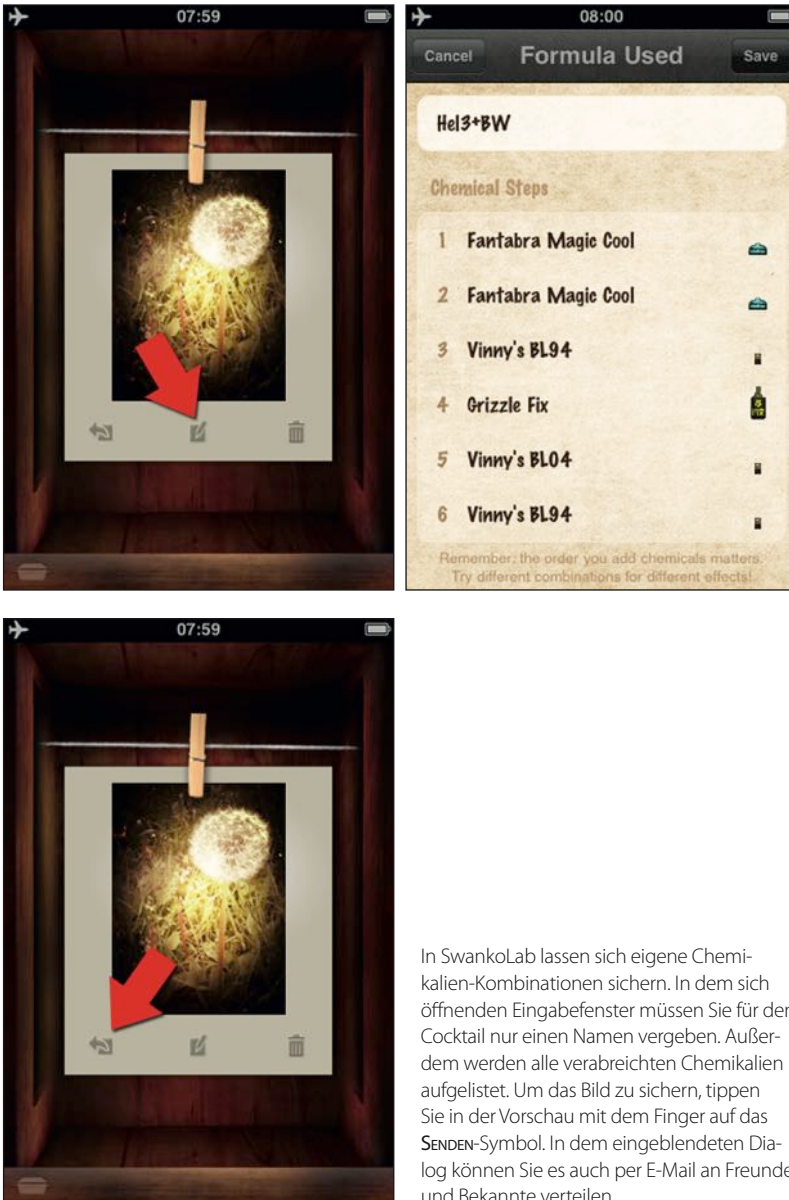 07:59
08:00
Cancel Formula Used Save
Hel3+BW
Chemical Steps
1 Fantabra Magic Cool
2 Fantabra Magic Cool
3 Vinny's BL94
4 Grizzle Fix
5 Vinny's BL04
6 Vinny's BL94
Remember: the order you add chemicals matters.
Try different combinations for different effects!
07:59
In SwankoLab lassen sich eigene Chemi-
kalien-Kombinationen sichern. In dem sich
öffnenden Eingabefenster müssen Sie für den
Cocktail nur einen Namen vergeben. Außer-
dem werden alle verabreichten Chemikalien
aufgelistet. Um das Bild zu sichern, tippen
Sie in der Vorschau mit dem Finger auf das
SENDEN-Symbol. In dem eingeblendeten Dia-
log können Sie es auch per E-Mail an Freunde
und Bekannte verteilen.